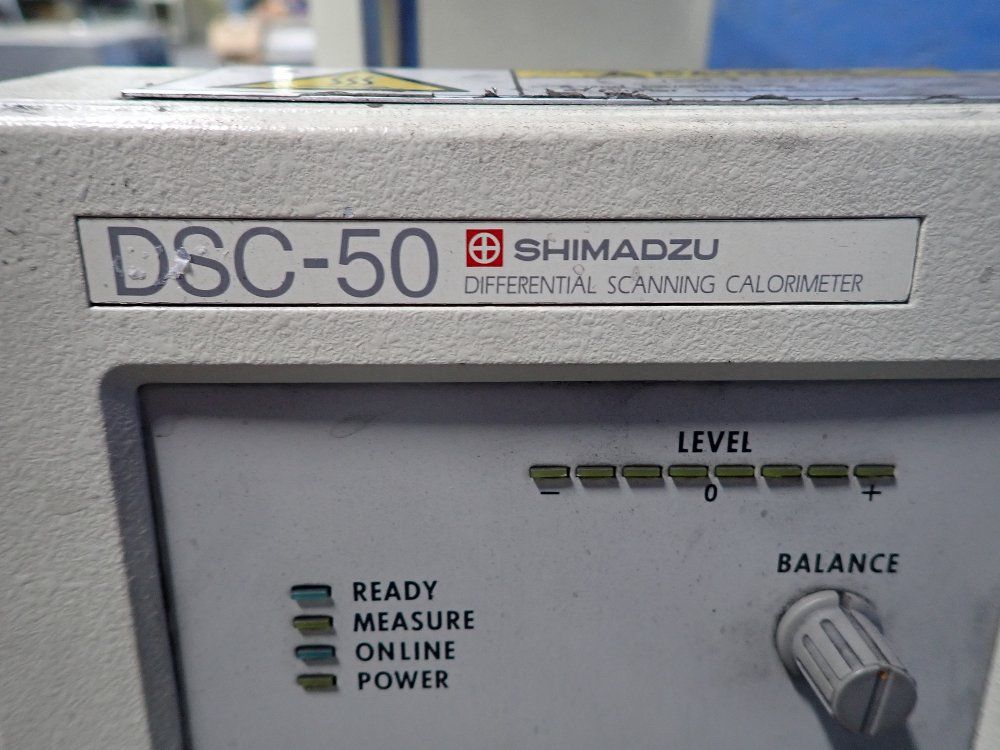 DSC-50 SHIMADZU
DIFFERENTIAL SCANNING CALORIMETER
LEVEL
- 0 +
BALANCE
READY
MEASURE
ONLINE
POWER